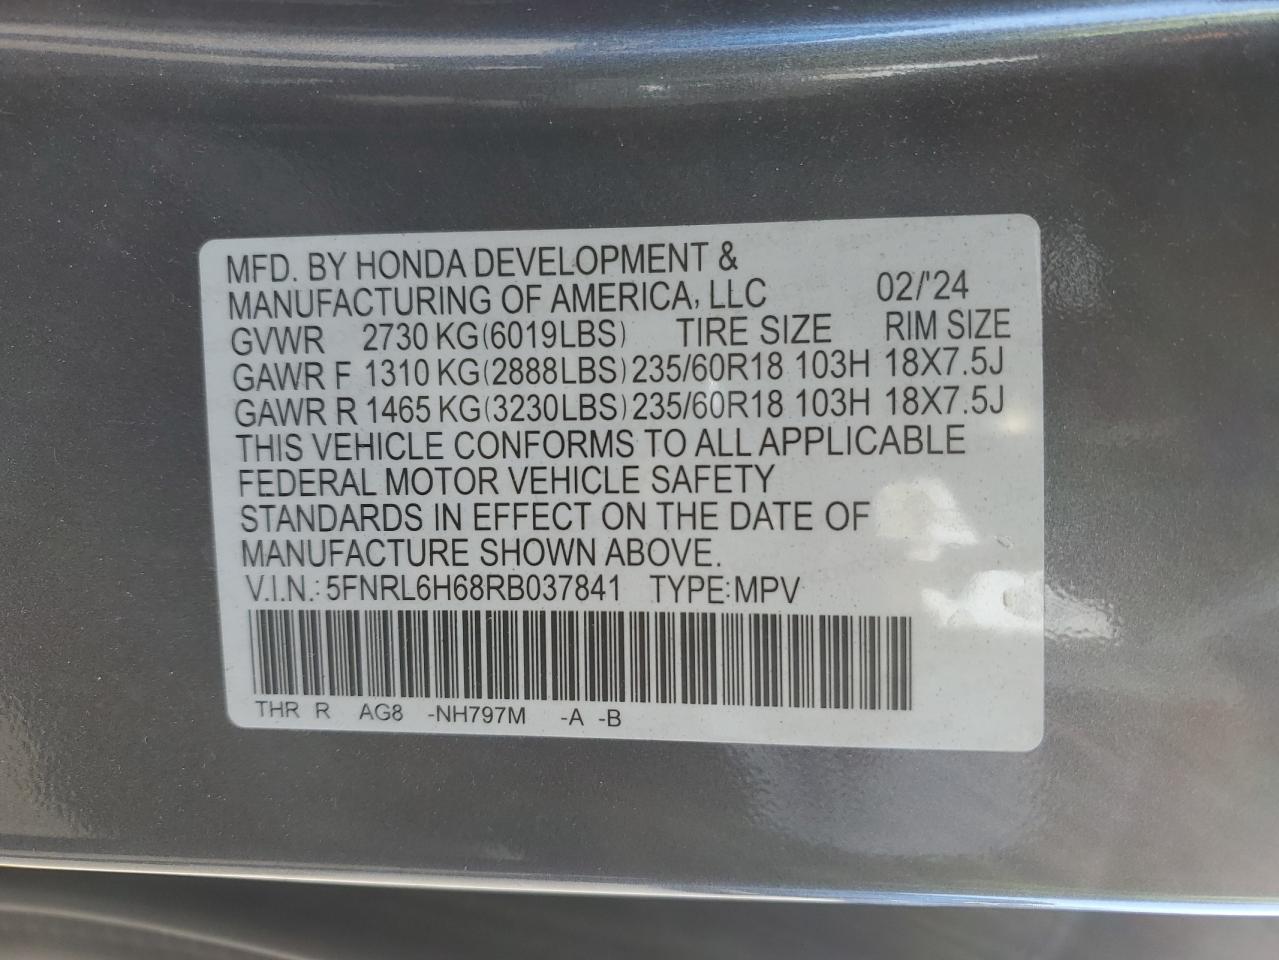 MFD. BY HONDA DEVELOPMENT &
MANUFACTURING OF AMERICA, LLC 02/'24
GVWR 2730 KG(6019LBS) TIRE SIZE RIM SIZE
GAWR F 1310 KG(2888LBS) 235/60R18 103H 18X7.5J
GAWR R 1465 KG(3230LBS) 235/60R18 103H 18X7.5J
THIS VEHICLE CONFORMS TO ALL APPLICABLE
FEDERAL MOTOR VEHICLE SAFETY
STANDARDS IN EFFECT ON THE DATE OF
MANUFACTURE SHOWN ABOVE.
V.I.N.: 5FNRL6H68RB037841 TYPE:MPV
THR R AG8 -NH797M -A -B